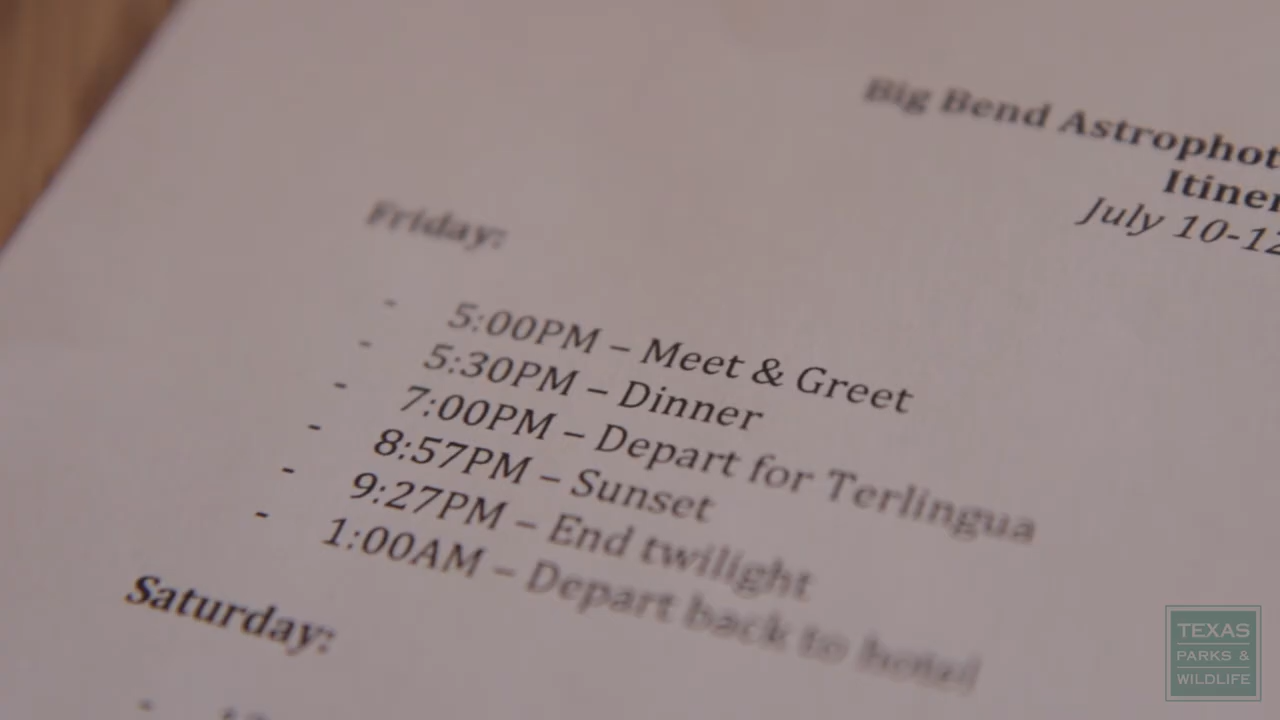 Big Bend Astrophot
Itiner
July 10-12
Friday:
- 5:00PM – Meet & Greet
- 5:30PM – Dinner
- 7:00PM – Depart for Terlingua
- 8:57PM – Sunset
- 9:27PM – End twilight
- 1:00AM – Depart back to hotel
Saturday:
TEXAS
PARKS &
WILDLIFE